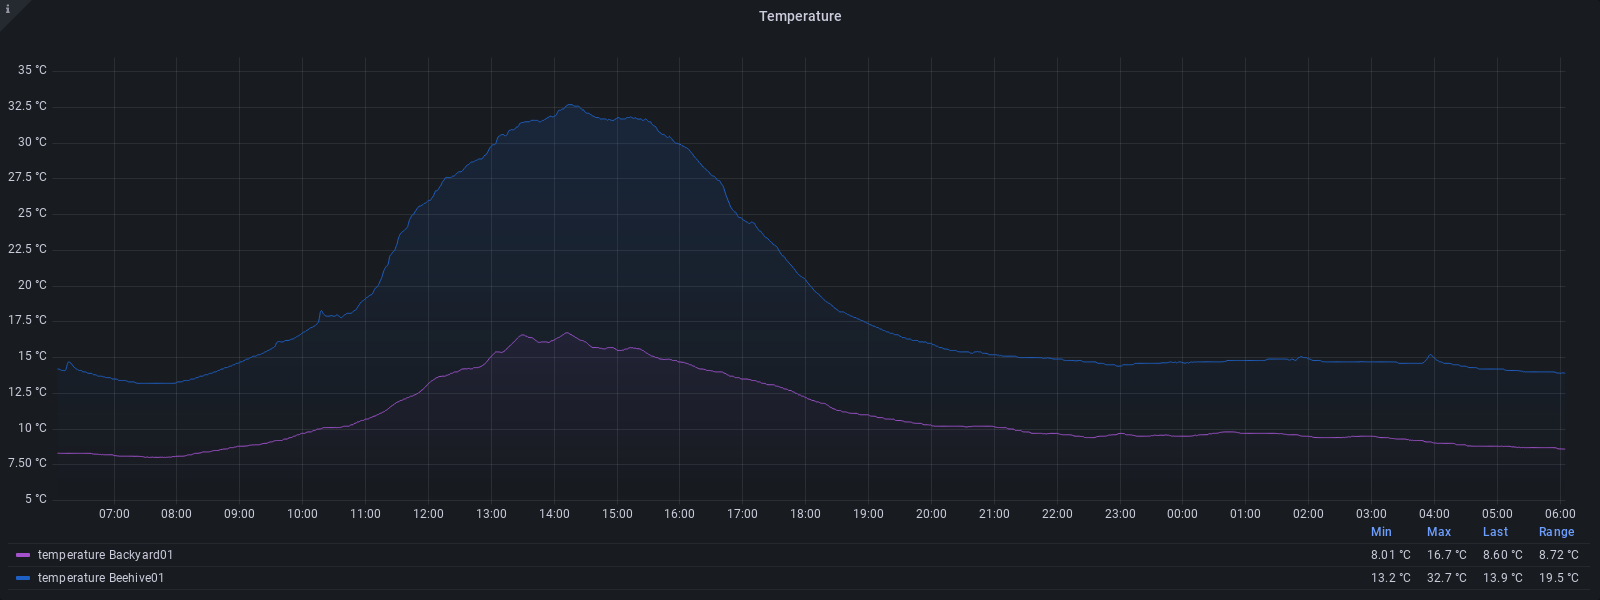 i
Temperature
35 °C
32.5 °C
30 °C
27.5 °C
25 °C
22.5 °C
20 °C
17.5 °C
15 °C
12.5 °C
10 °C
7.50 °C
5 °C
07:00 08:00 09:00 10:00 11:00 12:00 13:00 14:00 15:00 16:00 17:00 18:00 19:00 20:00 21:00 22:00 23:00 00:00 01:00 02:00 03:00 04:00 05:00 06:00
Min Max Last Range
temperature Backyard01 8.01 °C 16.7 °C 8.60 °C 8.72 °C
temperature Beehive01 13.2 °C 32.7 °C 13.9 °C 19.5 °C